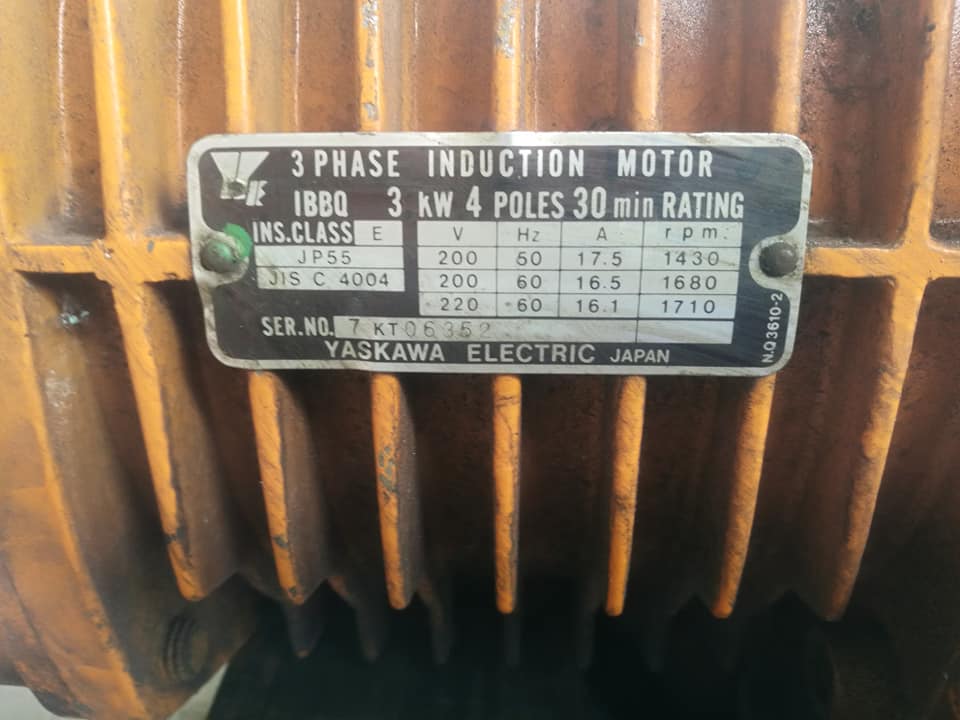 3 PHASE INDUCTION MOTOR
IBBQ 3 kW 4 POLES 30 min RATING
INS.CLASS E
JP55
JIS C 4004
V Hz A rpm
200 50 17.5 1430
200 60 16.5 1680
220 60 16.1 1710
SER.NO. 7 KT06352
YASKAWA ELECTRIC JAPAN
N.Q 3610-2